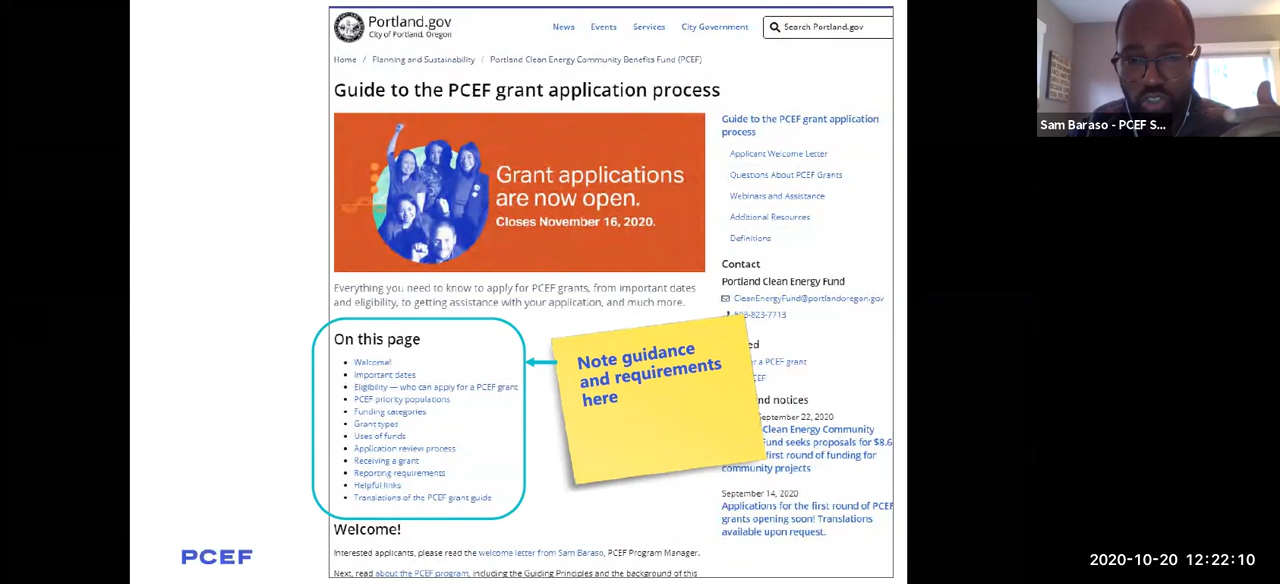 Portland.gov
City of Portland, Oregon
News
Events
Services
City Government
Search Portland.gov
Home / Planning and Sustainability / Portland Clean Energy Community Benefits Fund (PCEF)
Guide to the PCEF grant application process
Grant applications
are now open.
Closes November 16, 2020.
Everything you need to know to apply for PCEF grants, from important dates
and eligibility, to getting assistance with your application, and much more.
On this page
Welcome!
Important dates
Eligibility — who can apply for a PCEF grant
PCEF priority populations
Funding categories
Grant types
Uses of funds
Application review process
Receiving a grant
Reporting requirements
Helpful links
Translations of the PCEF grant guide
Note guidance
and requirements
here
Welcome!
Interested applicants, please read the welcome letter from Sam Baraso, PCEF Program Manager.
Next, read about the PCEF program, including the Guiding Principles and the background of this
Guide to the PCEF grant application
process
Applicant Welcome Letter
Questions About PCEF Grants
Webinars and Assistance
Additional Resources
Definitions
Contact
Portland Clean Energy Fund
CleanEnergyFund@portlandoregon.gov
823-7713
ed
a PCEF grant
nd notices
September 22, 2020
Clean Energy Community
Fund seeks proposals for $8.6
first round of funding for
community projects
September 14, 2020
Applications for the first round of PCEF
grants opening soon! Translations
available upon request.
PCEF
Sam Baraso - PCEF S...
2020-10-20 12:22:10